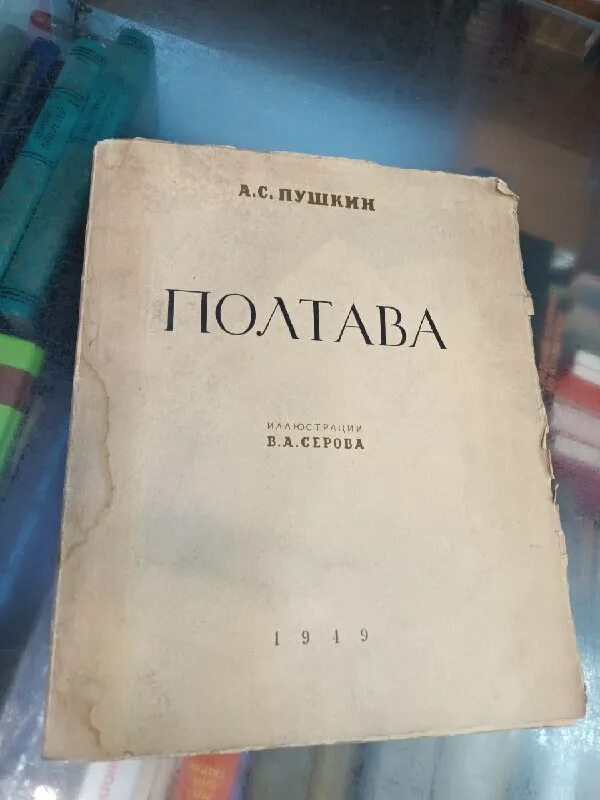 А.С.ПУШКИН
ПОЛТАВА
ИЛЛЮСТРАЦИИ
В.А.СЕРОВА
1949